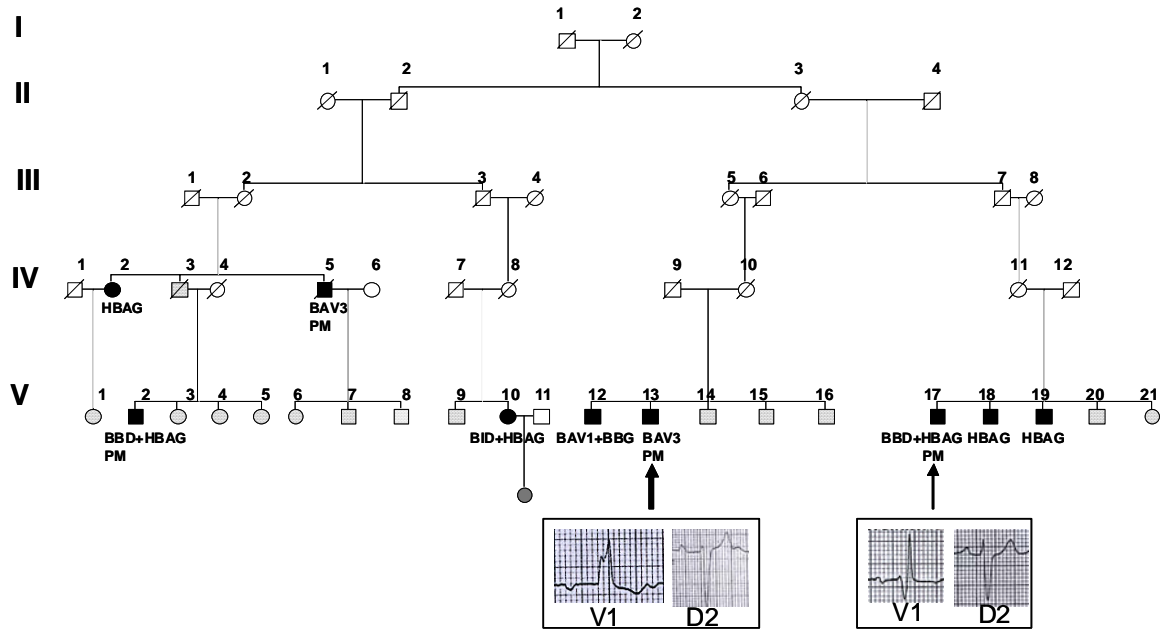 I
1 2
II
1 2 3 4
III
1 2 3 4 5 6 7 8
IV
1 2 3 4 5 6 7 8 9 10 11 12
HBAG BAV3
PM
V
1 2 3 4 5 6 7 8 9 10 11 12 13 14 15 16 17 18 19 20 21
BBD+HBAG BID+HBAG BAV1+BBG BAV3 BBD+HBAG HBAG HBAG
PM PM PM
V1 D2 V1 D2